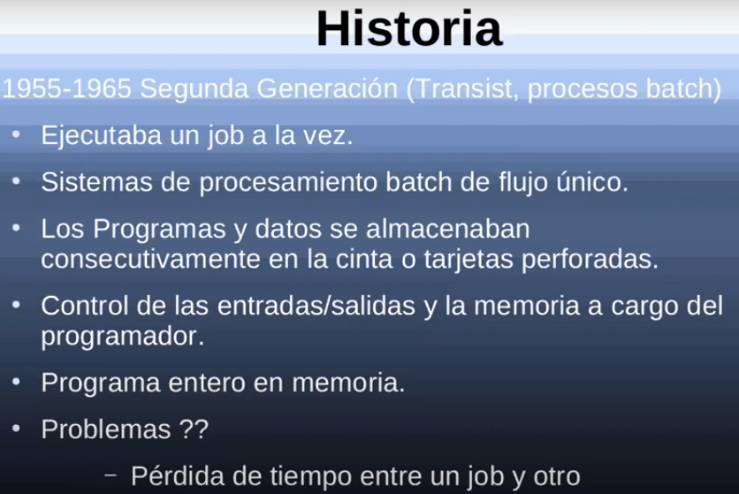 Historia
1955-1965 Segunda Generación (Transist, procesos batch)
• Ejecutaba un job a la vez.
• Sistemas de procesamiento batch de flujo único.
• Los Programas y datos se almacenaban
consecutivamente en la cinta o tarjetas perforadas.
• Control de las entradas/salidas y la memoria a cargo del
programador.
• Programa entero en memoria.
• Problemas ??
– Pérdida de tiempo entre un job y otro